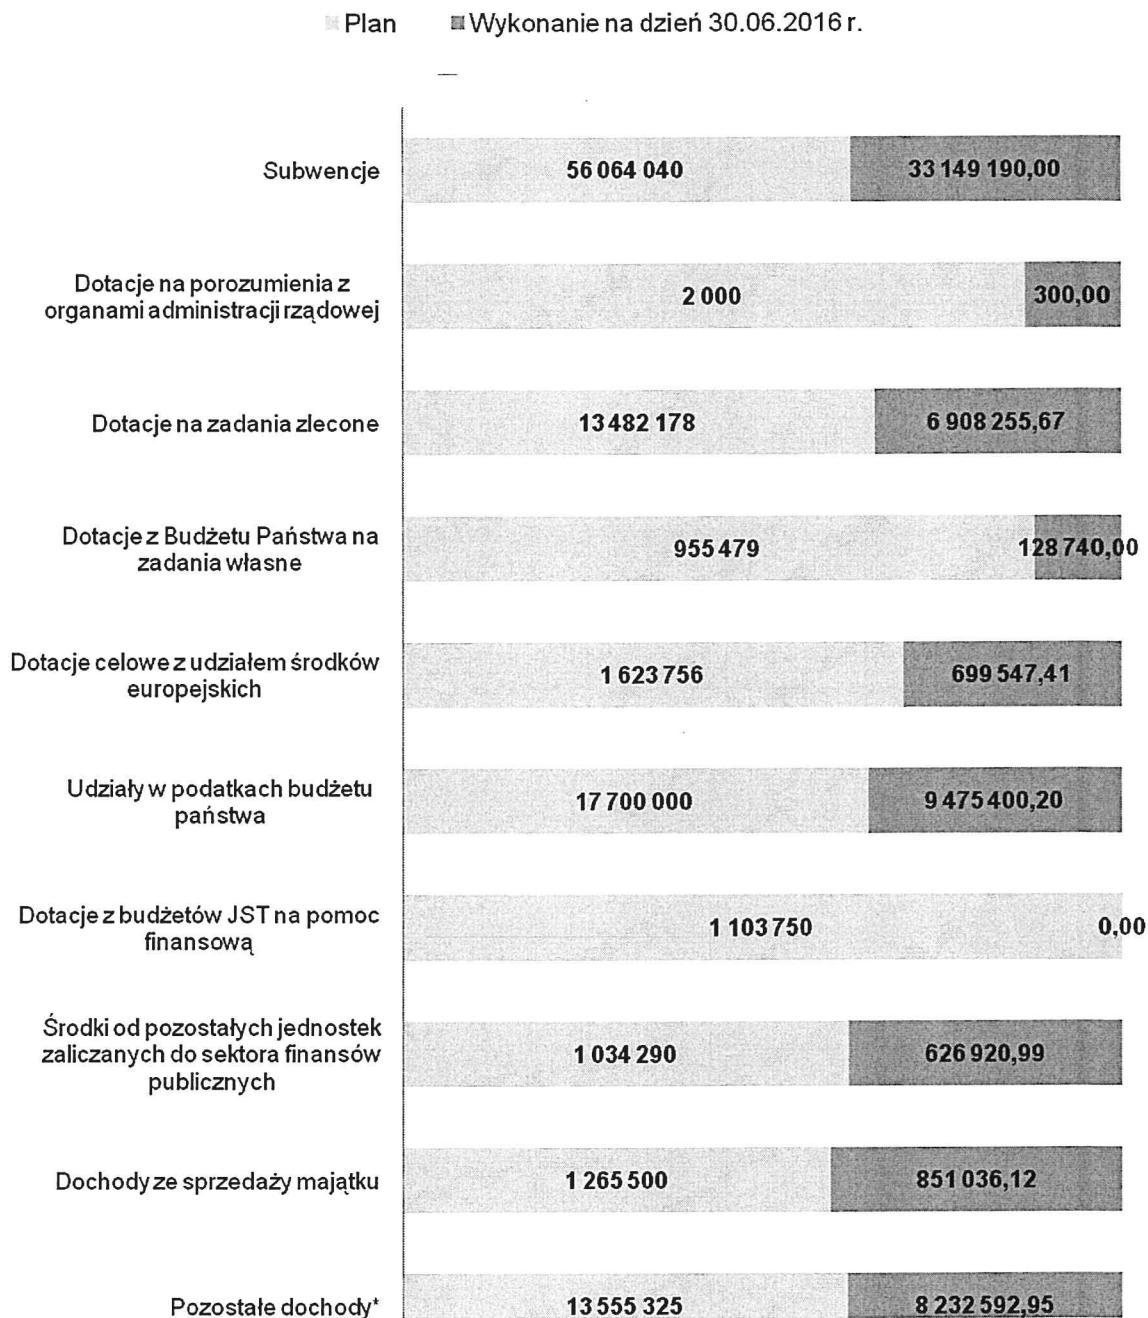 Plan Wykonanie na dzień 30.06.2016 r.
Subwencje 56 064 040 33 149 190,00
Dotacje na porozumienia z
organami administracji rządowej
2 000 300,00
Dotacje na zadania zlecone 13 482 178 6 908 255,67
Dotacje z Budżetu Państwa na
zadania własne
955 479 128 740,00
Dotacje celowe z udziałem środków
europejskich
1 623 756 699 547,41
Udziały w podatkach budżetu
państwa
17 700 000 9 475 400,20
Dotacje z budżetów JST na pomoc
finansową
1 103 750 0,00
Środki od pozostałych jednostek
zaliczanych do sektora finansów
publicznych
1 034 290 626 920,99
Dochody ze sprzedaży majątku 1 265 500 851 036,12
Pozostałe dochody* 13 555 325 8 232 592,95